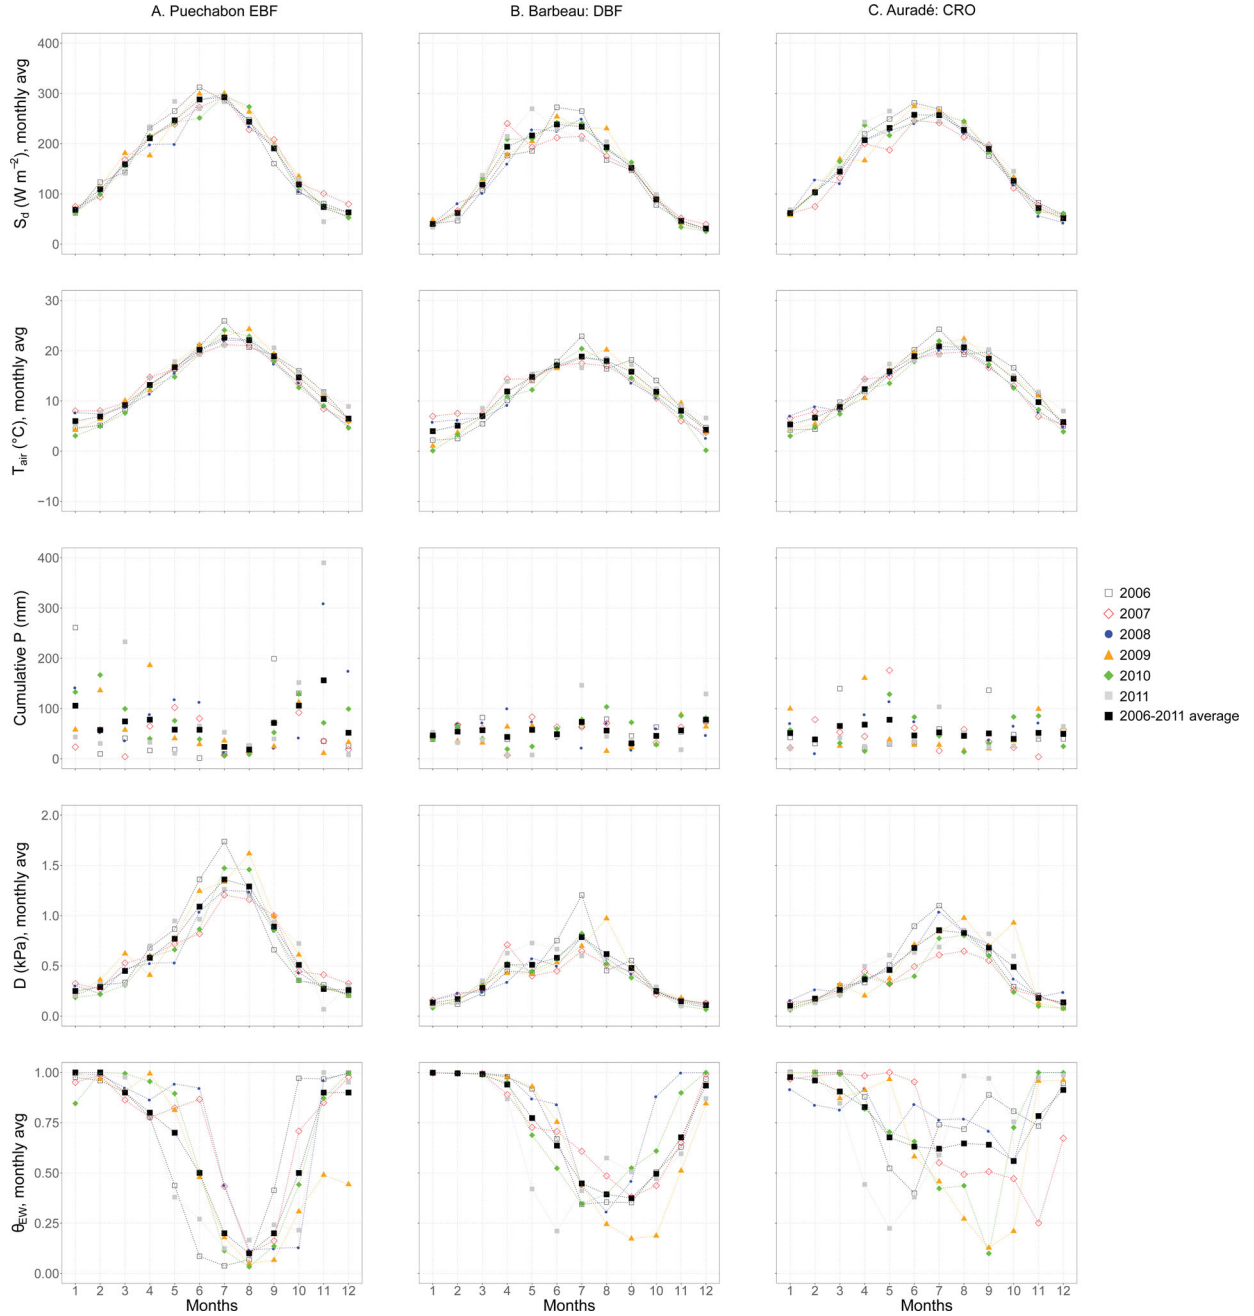 A. Puechabon EBF
B. Barbeau: DBF
C. Auradé: CRO
S_d (W m⁻²), monthly avg
400
300
200
100
0
T_air (°C), monthly avg
30
20
10
0
−10
Cumulative P (mm)
400
300
200
100
0
D (kPa), monthly avg
2.0
1.5
1.0
0.5
0.0
θ_EW, monthly avg
1.00
0.75
0.50
0.25
0.00
1 2 3 4 5 6 7 8 9 10 11 12
1 2 3 4 5 6 7 8 9 10 11 12
1 2 3 4 5 6 7 8 9 10 11 12
Months
Months
Months
2006
2007
2008
2009
2010
2011
2006-2011 average